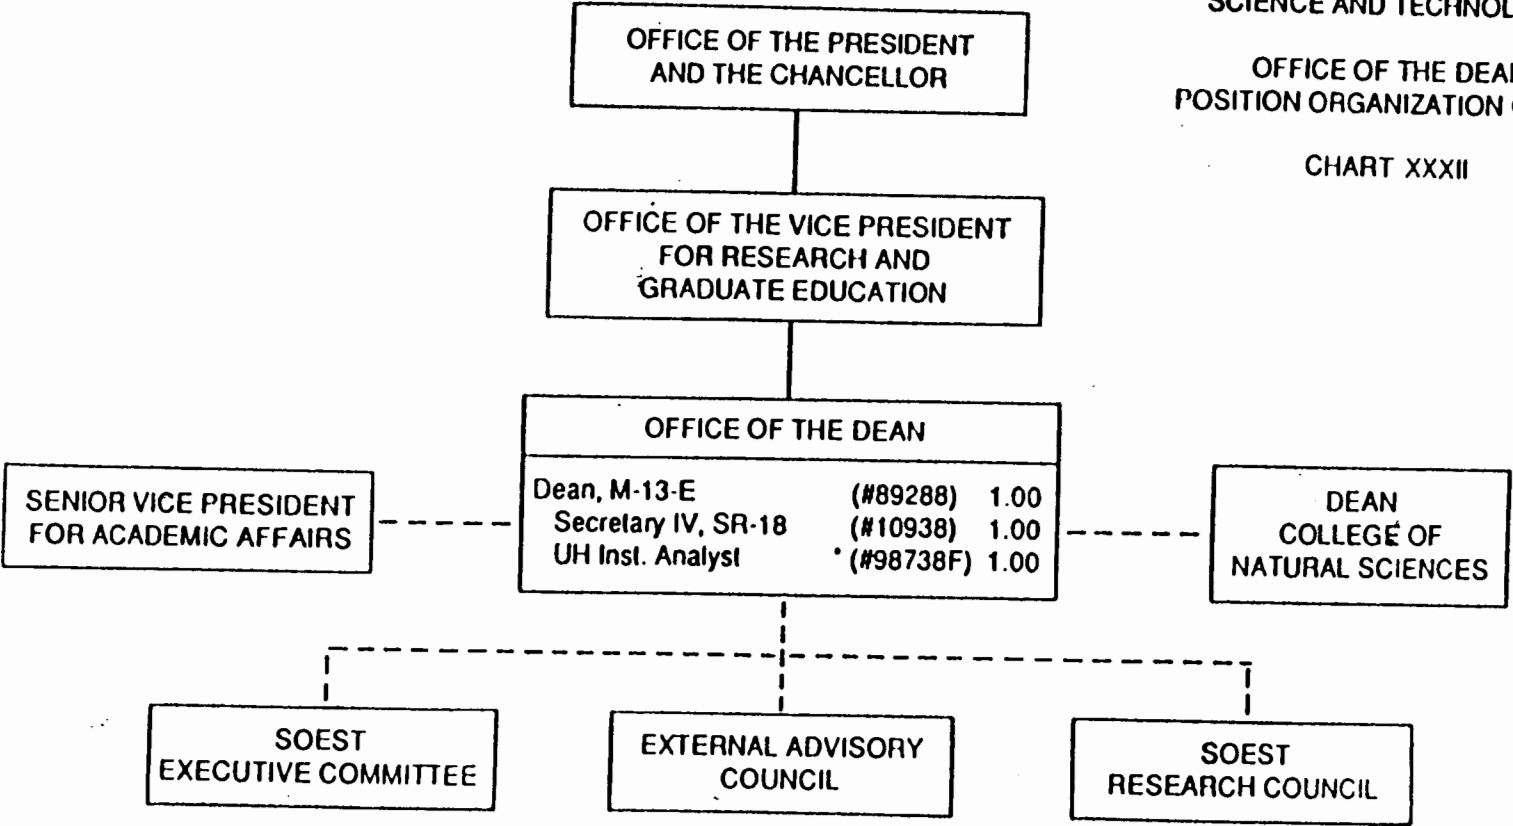 SCIENCE AND
OFFICE OF THE
POSITION ORGANIZATION
CHART XXXII
OFFICE OF THE PRESIDENT
AND THE CHANCELLOR
OFFICE OF THE VICE PRESIDENT
FOR RESEARCH AND
GRADUATE EDUCATION
OFFICE OF THE DEAN
Dean, M-13-E (#89288) 1.00
Secretary IV, SR-18 (#10938) 1.00
UH Inst. Analyst (#98738F) 1.00
SENIOR VICE PRESIDENT
FOR ACADEMIC AFFAIRS
DEAN
COLLEGE OF
NATURAL SCIENCES
SOEST
EXECUTIVE COMMITTEE
EXTERNAL ADVISORY
COUNCIL
SOEST
RESEARCH COUNCIL